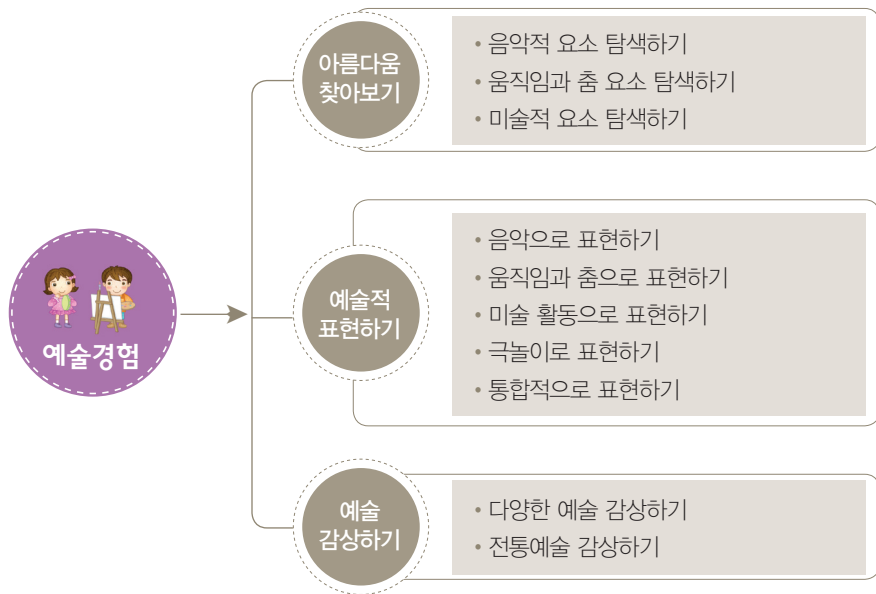 예술경험
아름다움
찾아보기
• 음악적 요소 탐색하기
• 움직임과 춤 요소 탐색하기
• 미술적 요소 탐색하기
예술적
표현하기
• 음악으로 표현하기
• 움직임과 춤으로 표현하기
• 미술 활동으로 표현하기
• 극놀이로 표현하기
• 통합적으로 표현하기
예술
감상하기
• 다양한 예술 감상하기
• 전통예술 감상하기